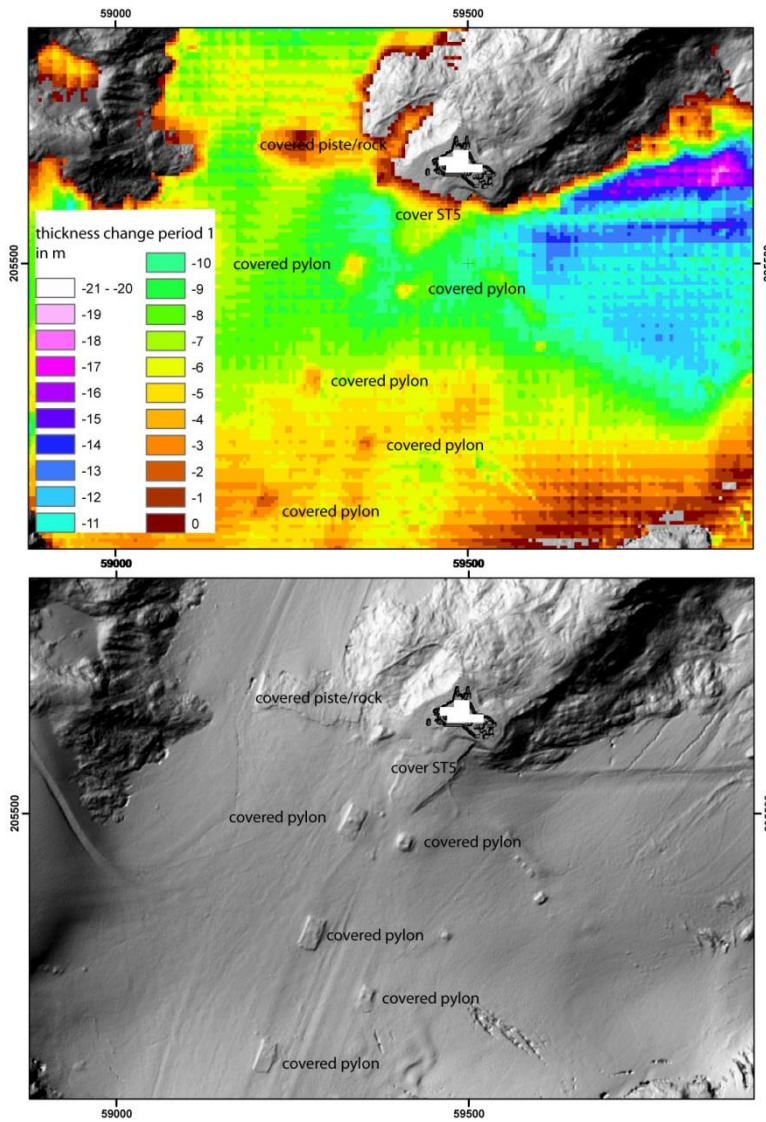 59000
59500
covered piste/rock
cover ST5
thickness change period 1
in m
-21 - -20
-19
-18
-17
-16
-15
-14
-13
-12
-11
-10
-9
-8
-7
-6
-5
-4
-3
-2
-1
0
covered pylon
covered pylon
205500
covered pylon
covered pylon
covered pylon
59000
59500
covered piste/rock
cover ST5
205500
205500
covered pylon
covered pylon
covered pylon
covered pylon
covered pylon
59000
59500